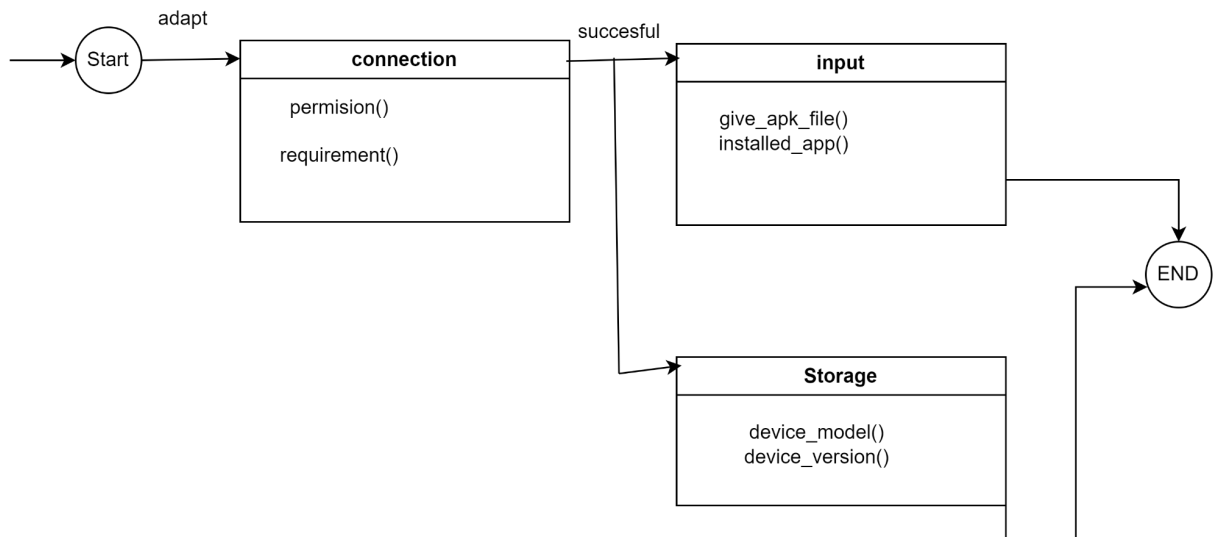 adapt
Start
connection
permision()
requirement()
succesful
input
give_apk_file()
installed_app()
END
Storage
device_model()
device_version()